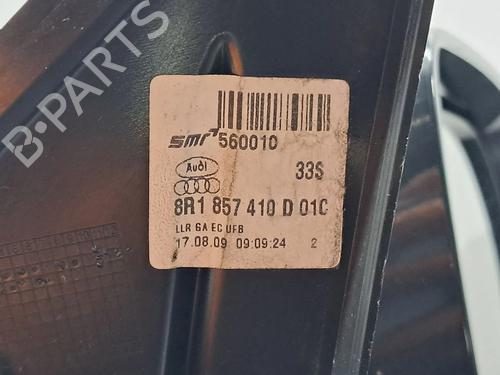 B-PARTS
smr 560010
Audi 33S
8R1 857 410 D 01C
LLR GA EC UFB
17.08.09 09:09:24 2